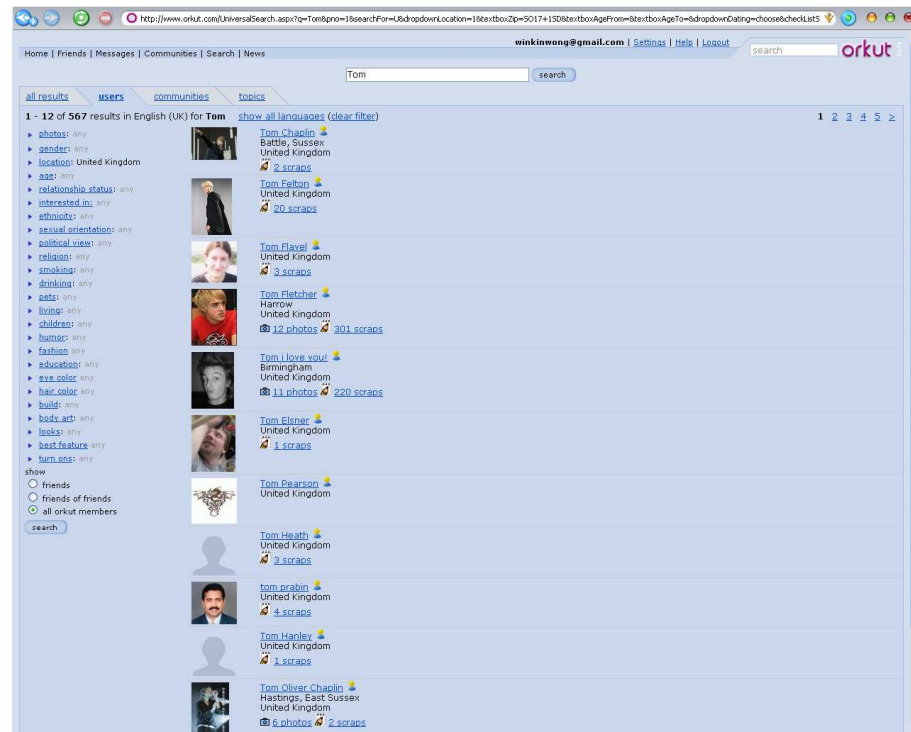 http://www.orkut.com/UniversalSearch.aspx?q=Tom&pno=1&searchFor=U&dropdownLocation=1&textboxZip=SO17+1SD&textboxAgeFrom=&textboxAgeTo=&dropdownDating=choose&checkListS
winkinwong@gmail.com | Settings | Help | Logout
search
orkut
Home | Friends | Messages | Communities | Search | News
Tom
search
all results users communities topics
1 - 12 of 567 results in English (UK) for Tom show all languages (clear filter)
1 2 3 4 5 >
photos: any
gender: any
location: United Kingdom
age: any
relationship status: any
interested in: any
ethnicity: any
sexual orientation: any
political view: any
religion: any
smoking: any
drinking: any
pets: any
living: any
children: any
humor: any
fashion any
education: any
eye color any
hair color any
build: any
body art: any
looks: any
best feature any
turn ons: any
show
friends
friends of friends
all orkut members
search
Tom Chaplin
Battle, Sussex
United Kingdom
2 scraps
Tom Felton
United Kingdom
20 scraps
Tom Flavel
United Kingdom
3 scraps
Tom Fletcher
Harrow
United Kingdom
12 photos 301 scraps
Tom i love you!
Birmingham
United Kingdom
11 photos 220 scraps
Tom Elsner
United Kingdom
1 scraps
Tom Pearson
United Kingdom
Tom Heath
United Kingdom
3 scraps
tom prabin
United Kingdom
4 scraps
Tom Hanley
United Kingdom
1 scraps
Tom Oliver Chaplin
Hastings, East Sussex
United Kingdom
6 photos 2 scraps